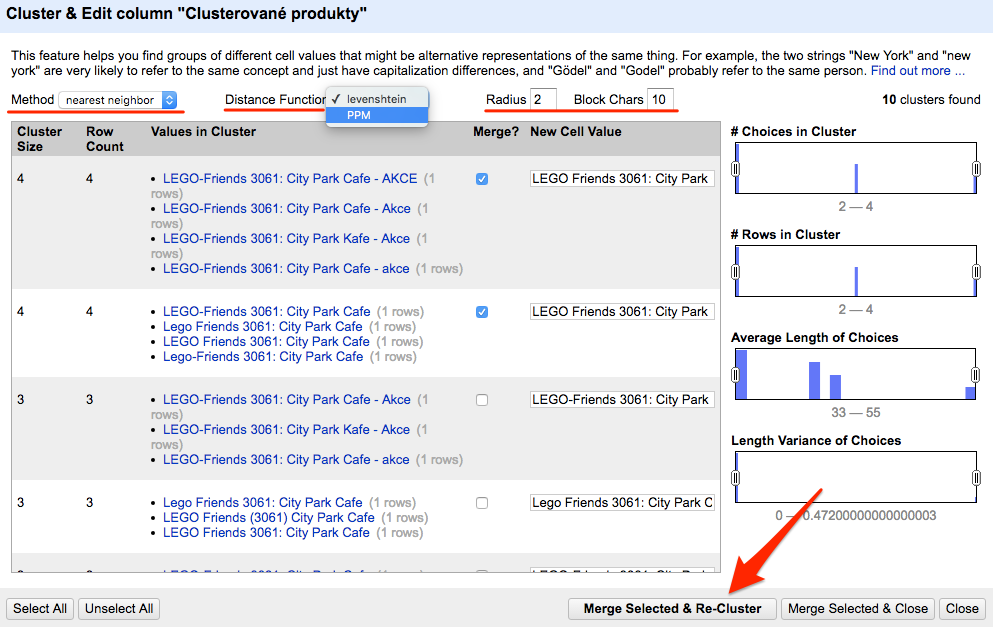 Cluster & Edit column "Clusterované produkty"
This feature helps you find groups of different cell values that might be alternative representations of the same thing. For example, the two strings "New York" and "new
york" are very likely to refer to the same concept and just have capitalization differences, and "Gödel" and "Godel" probably refer to the same person. Find out more ...
Method nearest neighbor Distance Function ✓ levenshtein Radius 2 Block Chars 10 10 clusters found
PPM
Cluster Size Row Count Values in Cluster Merge? New Cell Value
4 4 • LEGO-Friends 3061: City Park Cafe - AKCE (1 LEGO Friends 3061: City Park
rows)
• LEGO-Friends 3061: City Park Cafe - Akce (1
rows)
• LEGO-Friends 3061: City Park Kafe - Akce (1
rows)
• LEGO-Friends 3061: City Park Cafe - akce (1 rows)
4 4 • LEGO-Friends 3061: City Park Cafe (1 rows) LEGO Friends 3061: City Park
• Lego Friends 3061: City Park Cafe (1 rows)
• LEGO Friends 3061: City Park Cafe (1 rows)
• Lego-Friends 3061: City Park Cafe (1 rows)
3 3 • LEGO-Friends 3061: City Park Cafe - Akce (1 LEGO-Friends 3061: City Park
rows)
• LEGO-Friends 3061: City Park Kafe - Akce (1
rows)
• LEGO-Friends 3061: City Park Cafe - akce (1 rows)
3 3 • Lego Friends 3061: City Park Cafe (1 rows) Lego Friends 3061: City Park C
• LEGO Friends (3061) City Park Cafe (1 rows)
• LEGO Friends 3061: City Park Cafe (1 rows)
# Choices in Cluster
2 — 4
# Rows in Cluster
2 — 4
Average Length of Choices
33 — 55
Length Variance of Choices
0 — 0.47200000000000003
Select All Unselect All Merge Selected & Re-Cluster Merge Selected & Close Close